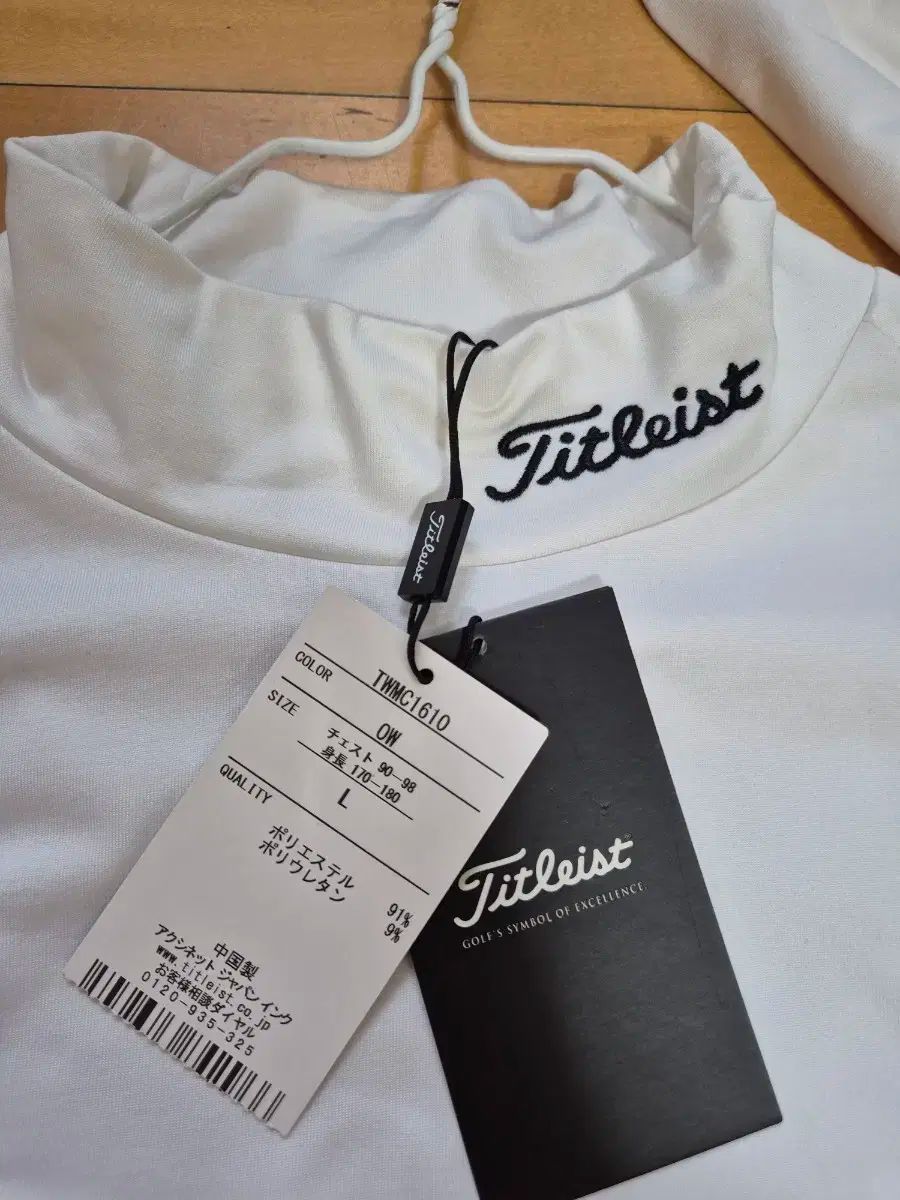 Titleist
Titleist
TWMC1610
COLOR OW
SIZE チェスト 90-98
身長 170-180
L
QUALITY
ポリエステル 91%
ポリウレタン 9%
中国製
アクシネット ジャパン インク
www.titleist.co.jp
お客様相談ダイヤル
0120-935-325
Titleist
GOLF'S SYMBOL OF EXCELLENCE